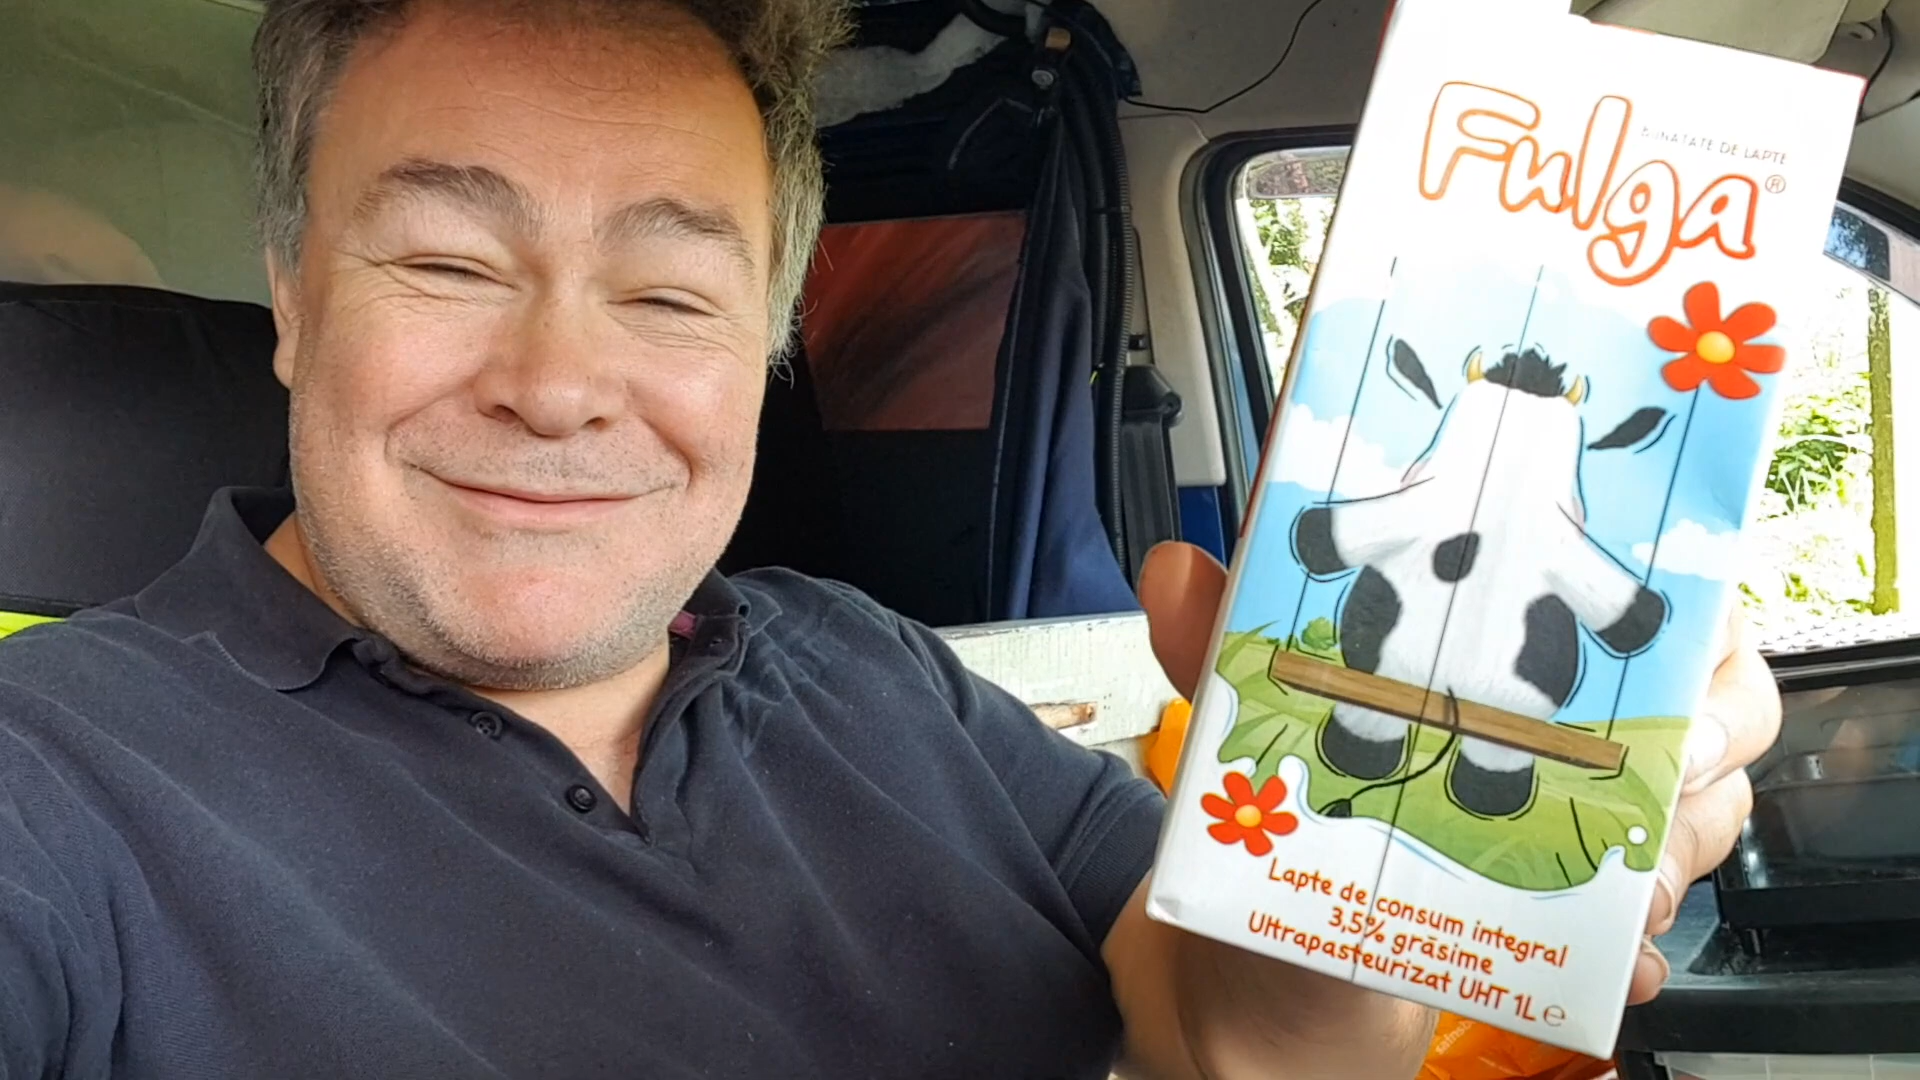 Fulga®
BUNĂTATE DE LAPTE
Lapte de consum integral
3,5% grăsime
Ultrapasteurizat UHT 1L ℮